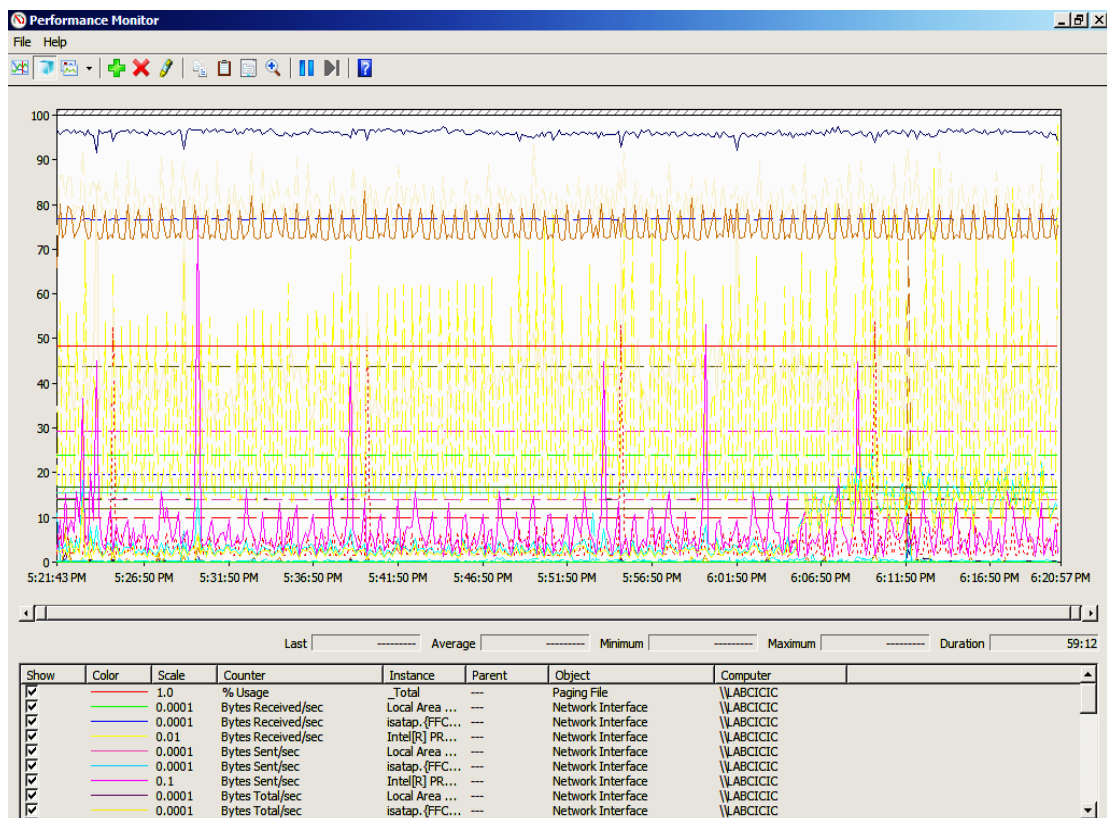 Performance Monitor
File Help
100
90
80
70
60
50
40
30
20
10
0
5:21:43 PM 5:26:50 PM 5:31:50 PM 5:36:50 PM 5:41:50 PM 5:46:50 PM 5:51:50 PM 5:56:50 PM 6:01:50 PM 6:06:50 PM 6:11:50 PM 6:16:50 PM 6:20:57 PM
Last --------- Average --------- Minimum --------- Maximum --------- Duration 59:12
Show Color Scale Counter Instance Parent Object Computer
1.0 % Usage _Total --- Paging File \\LABCICIC
0.0001 Bytes Received/sec Local Area ... --- Network Interface \\LABCICIC
0.0001 Bytes Received/sec isatap.{FFC... --- Network Interface \\LABCICIC
0.01 Bytes Received/sec Intel[R] PR... --- Network Interface \\LABCICIC
0.0001 Bytes Sent/sec Local Area ... --- Network Interface \\LABCICIC
0.0001 Bytes Sent/sec isatap.{FFC... --- Network Interface \\LABCICIC
0.1 Bytes Sent/sec Intel[R] PR... --- Network Interface \\LABCICIC
0.0001 Bytes Total/sec Local Area ... --- Network Interface \\LABCICIC
0.0001 Bytes Total/sec isatap.{FFC... --- Network Interface \\LABCICIC